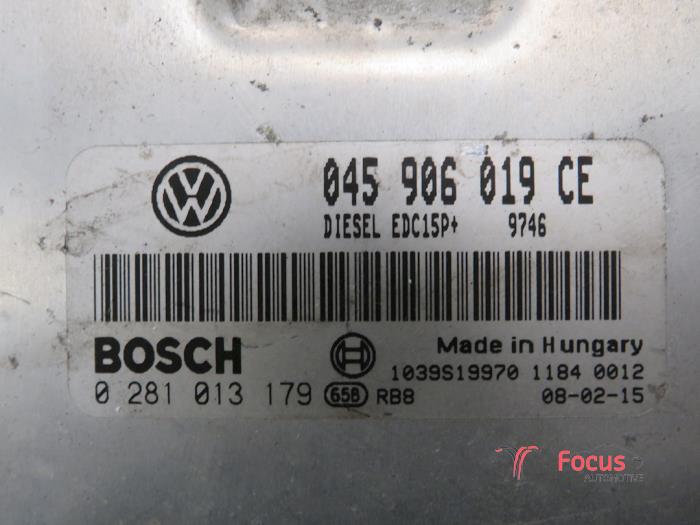 045 906 019 CE
DIESEL EDC15P+ 9746
BOSCH
Made in Hungary
1039S19970 1184 0012
0 281 013 179 658 RB8 08-02-15
Focus
AUTOMOTIVE